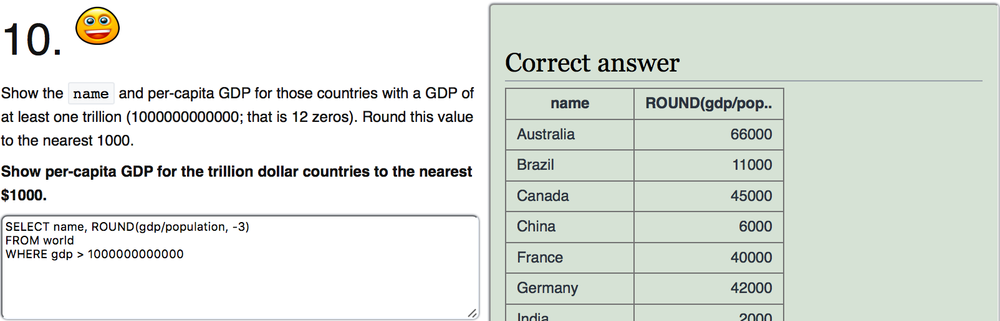 10.
Show the name and per-capita GDP for those countries with a GDP of
at least one trillion (1000000000000; that is 12 zeros). Round this value
to the nearest 1000.
Show per-capita GDP for the trillion dollar countries to the nearest
$1000.
SELECT name, ROUND(gdp/population, -3)
FROM world
WHERE gdp > 1000000000000
Correct answer
name ROUND(gdp/pop..
Australia 66000
Brazil 11000
Canada 45000
China 6000
France 40000
Germany 42000
India 2000